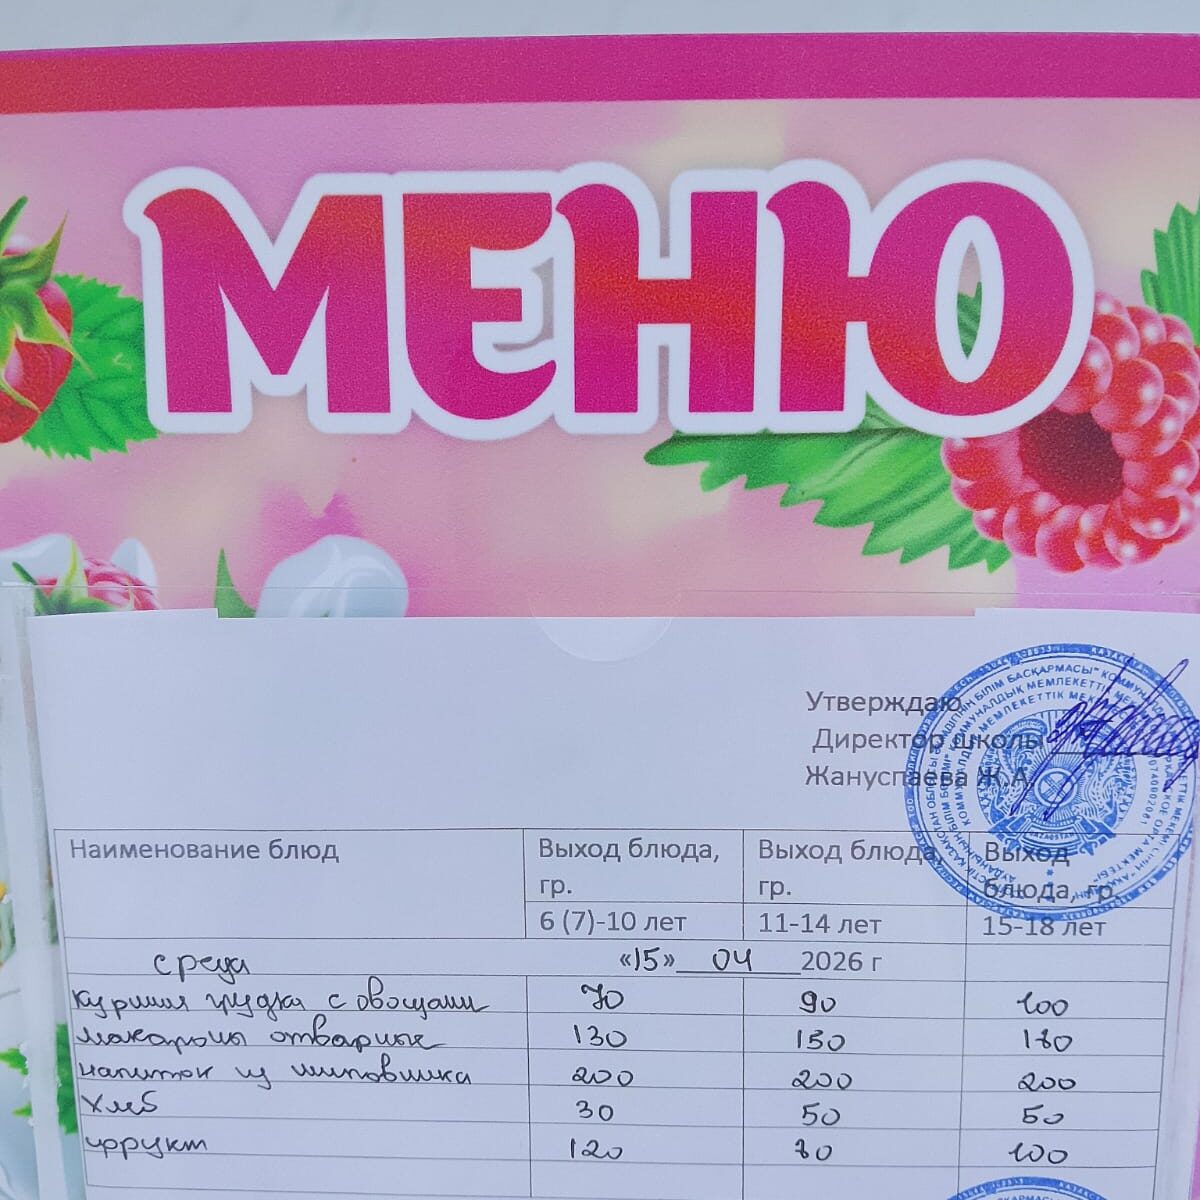 МЕНЮ
Утверждаю
Директор школы
Жануспаева Ж.А.
Наименование блюд Выход блюда, гр. Выход блюда, гр. Выход блюда, гр.
6 (7)-10 лет 11-14 лет 15-18 лет
среда «15» 04 2026 г
куриная грудка с овощами 70 90 100
макароны отварные 130 150 180
напиток из шиповника 200 200 200
хлеб 30 50 50
фрукт 120 80 100